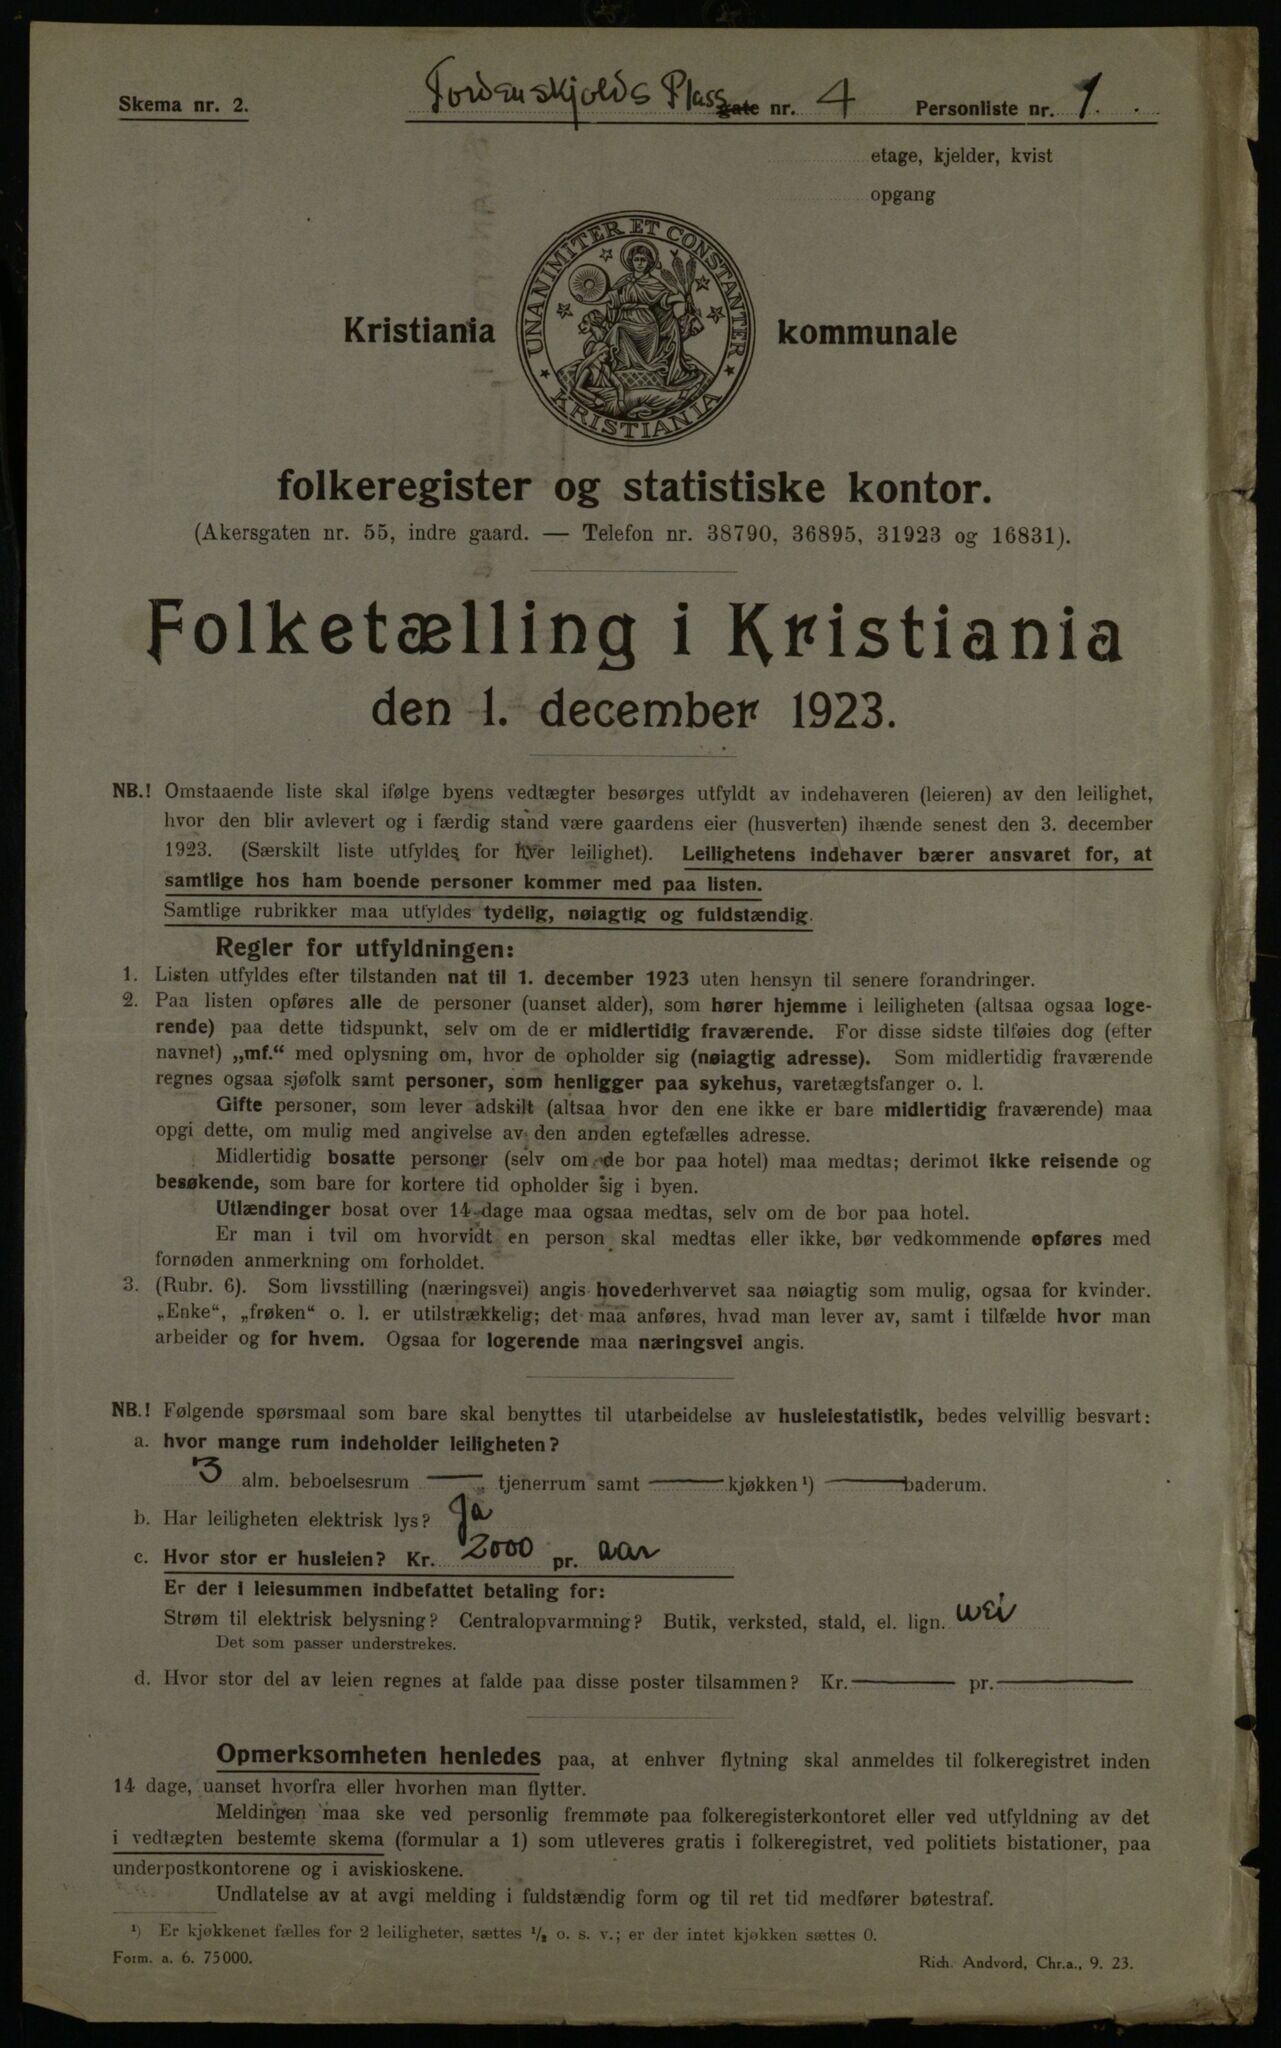 Skema nr. 2. Tordenskjolds Plass gate nr. 4 Personliste nr. 1.
etage, kjelder, kvist
opgang
UNANIMITER ET CONSTANTER
KRISTIANIA
Kristiania kommunale
folkeregister og statistiske kontor.
(Akersgaten nr. 55, indre gaard. — Telefon nr. 38790, 36895, 31923 og 16831).
Folketælling i Kristiania
den 1. december 1923.
NB.! Omstaaende liste skal ifølge byens vedtægter besørges utfyldt av indehaveren (leieren) av den leilighet,
hvor den blir avlevert og i færdig stand være gaardens eier (husverten) ihænde senest den 3. december
1923. (Særskilt liste utfyldes for hver leilighet). Leilighetens indehaver bærer ansvaret for, at
samtlige hos ham boende personer kommer med paa listen.
Samtlige rubrikker maa utfyldes tydelig, nøiagtig og fuldstændig.
Regler for utfyldningen:
1. Listen utfyldes efter tilstanden nat til 1. december 1923 uten hensyn til senere forandringer.
2. Paa listen opføres alle de personer (uanset alder), som hører hjemme i leiligheten (altsaa ogsaa loge-
rende) paa dette tidspunkt, selv om de er midlertidig fraværende. For disse sidste tilføies dog (efter
navnet) „mf.“ med oplysning om, hvor de opholder sig (nøiagtig adresse). Som midlertidig fraværende
regnes ogsaa sjøfolk samt personer, som henligger paa sykehus, varetægtsfanger o. l.
Gifte personer, som lever adskilt (altsaa hvor den ene ikke er bare midlertidig fraværende) maa
opgi dette, om mulig med angivelse av den anden egtefælles adresse.
Midlertidig bosatte personer (selv om de bor paa hotel) maa medtas; derimot ikke reisende og
besøkende, som bare for kortere tid opholder sig i byen.
Utlændinger bosat over 14 dage maa ogsaa medtas, selv om de bor paa hotel.
Er man i tvil om hvorvidt en person skal medtas eller ikke, bør vedkommende opføres med
fornøden anmerkning om forholdet.
3. (Rubr. 6). Som livsstilling (næringsvei) angis hovederhvervet saa nøiagtig som mulig, ogsaa for kvinder.
„Enke“, „frøken“ o. l. er utilstrækkelig; det maa anføres, hvad man lever av, samt i tilfælde hvor man
arbeider og for hvem. Ogsaa for logerende maa næringsvei angis.
NB.! Følgende spørsmaal som bare skal benyttes til utarbeidelse av husleiestatistik, bedes velvillig besvart:
a. hvor mange rum indeholder leiligheten?
3 alm. beboelsesrum — tjenerrum samt — kjøkken ¹) — baderum.
b. Har leiligheten elektrisk lys? Ja
c. Hvor stor er husleien? Kr. 2000 pr. aar
Er der i leiesummen indbefattet betaling for:
Strøm til elektrisk belysning? Centralopvarmning? Butik, verksted, stald, el. lign. nei
Det som passer understrekes.
d. Hvor stor del av leien regnes at falde paa disse poster tilsammen? Kr. — pr. —
Opmerksomheten henledes paa, at enhver flytning skal anmeldes til folkeregistret inden
14 dage, uanset hvorfra eller hvorhen man flytter.
Meldingen maa ske ved personlig fremmøte paa folkeregisterkontoret eller ved utfyldning av det
i vedtægten bestemte skema (formular a 1) som utleveres gratis i folkeregistret, ved politiets bistationer, paa
underpostkontorene og i aviskioskene.
Undlatelse av at avgi melding i fuldstændig form og til ret tid medfører bøtestraf.
¹) Er kjøkkenet fælles for 2 leiligheter, sættes ½ o. s. v.; er der intet kjøkken sættes 0.
Form. a. 6. 75000. Rich. Andvord, Chr.a., 9. 23.